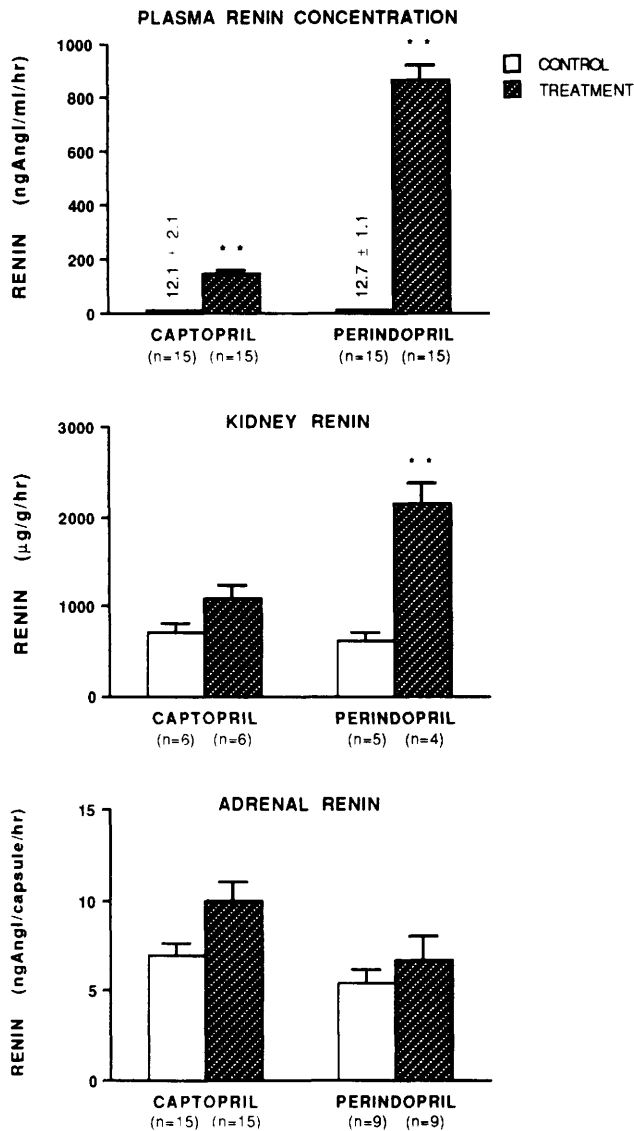 PLASMA RENIN CONCENTRATION
CONTROL
TREATMENT
RENIN (ngAngI/ml/hr)
1000
800
600
400
200
0
12.1 ± 2.1
* *
12.7 ± 1.1
* *
CAPTOPRIL PERINDOPRIL
(n=15) (n=15) (n=15) (n=15)
KIDNEY RENIN
RENIN (µg/g/hr)
3000
2000
1000
0
* *
CAPTOPRIL PERINDOPRIL
(n=6) (n=6) (n=5) (n=4)
ADRENAL RENIN
RENIN (ngAngI/capsule/hr)
15
10
5
0
CAPTOPRIL PERINDOPRIL
(n=15) (n=15) (n=9) (n=9)